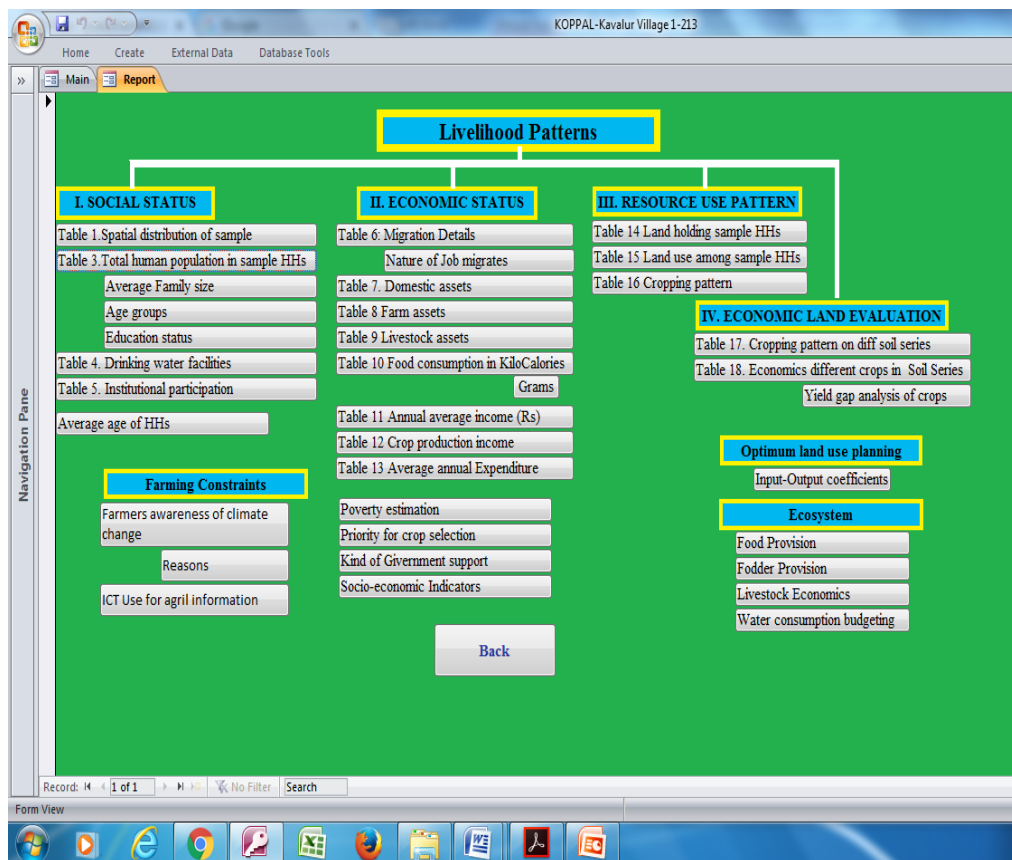 KOPPAL-Kavalur Village 1-213
Home Create External Data Database Tools
Main Report
Navigation Pane
Livelihood Patterns
I. SOCIAL STATUS
Table 1.Spatial distribution of sample
Table 3.Total human population in sample HHs
Average Family size
Age groups
Education status
Table 4. Drinking water facilities
Table 5. Institutional participation
Average age of HHs
Farming Constraints
Farmers awareness of climate
change
Reasons
ICT Use for agril information
II. ECONOMIC STATUS
Table 6: Migration Details
Nature of Job migrates
Table 7. Domestic assets
Table 8 Farm assets
Table 9 Livestock assets
Table 10 Food consumption in KiloCalories
Grams
Table 11 Annual average income (Rs)
Table 12 Crop production income
Table 13 Average annual Expenditure
Poverty estimation
Priority for crop selection
Kind of Givernment support
Socio-economic Indicators
Back
III. RESOURCE USE PATTERN
Table 14 Land holding sample HHs
Table 15 Land use among sample HHs
Table 16 Cropping pattern
IV. ECONOMIC LAND EVALUATION
Table 17. Cropping pattern on diff soil series
Table 18. Economics different crops in Soil Series
Yield gap analysis of crops
Optimum land use planning
Input-Output coefficients
Ecosystem
Food Provision
Fodder Provision
Livestock Economics
Water consumption budgeting
Record: 1 of 1 No Filter Search
Form View